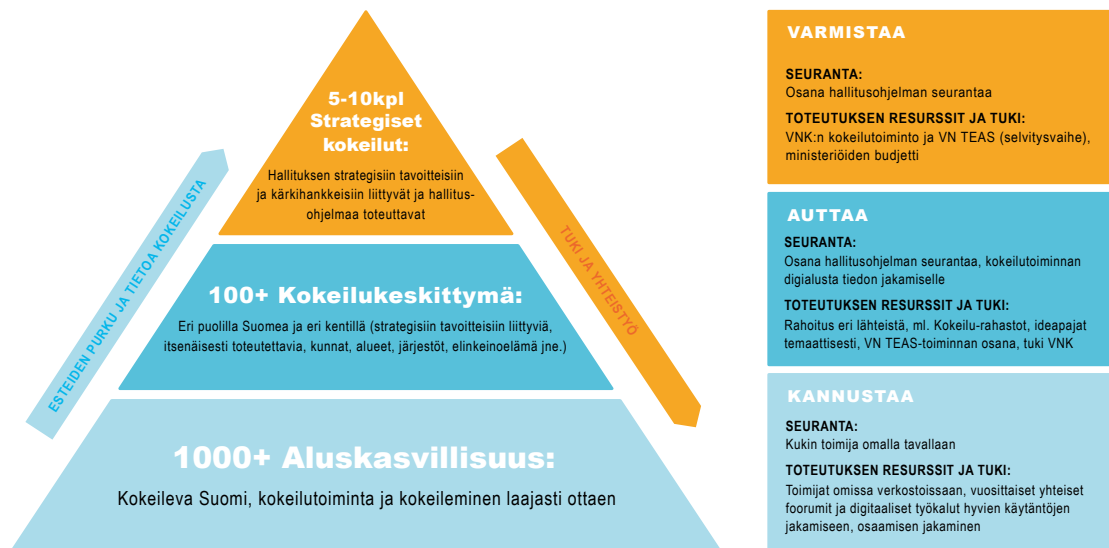 5-10kpl
Strategiset
kokeilut:
Hallituksen strategisiin tavoitteisiin
ja kärkihankkeisiin liittyvät ja hallitus-
ohjelmaa toteuttavat
ESTEIDEN PURKU JA TIETOA KOKEILUSTA
TUKI JA YHTEISTYÖ
100+ Kokeilukeskittymä:
Eri puolilla Suomea ja eri kentillä (strategisiin tavoitteisiin liittyviä,
itsenäisesti toteutettavia, kunnat, alueet, järjestöt, elinkeinoelämä jne.)
1000+ Aluskasvillisuus:
Kokeileva Suomi, kokeilutoiminta ja kokeileminen laajasti ottaen
VARMISTAA
SEURANTA:
Osana hallitusohjelman seurantaa
TOTEUTUKSEN RESURSSIT JA TUKI:
VNK:n kokeilutoiminto ja VN TEAS (selvitysvaihe),
ministeriöiden budjetti
AUTTAA
SEURANTA:
Osana hallitusohjelman seurantaa, kokeilutoiminnan
digialusta tiedon jakamiselle
TOTEUTUKSEN RESURSSIT JA TUKI:
Rahoitus eri lähteistä, ml. Kokeilu-rahastot, ideapajat
temaattisesti, VN TEAS-toiminnan osana, tuki VNK
KANNUSTAA
SEURANTA:
Kukin toimija omalla tavallaan
TOTEUTUKSEN RESURSSIT JA TUKI:
Toimijat omissa verkostoissaan, vuosittaiset yhteiset
foorumit ja digitaaliset työkalut hyvien käytäntöjen
jakamiseen, osaamisen jakaminen